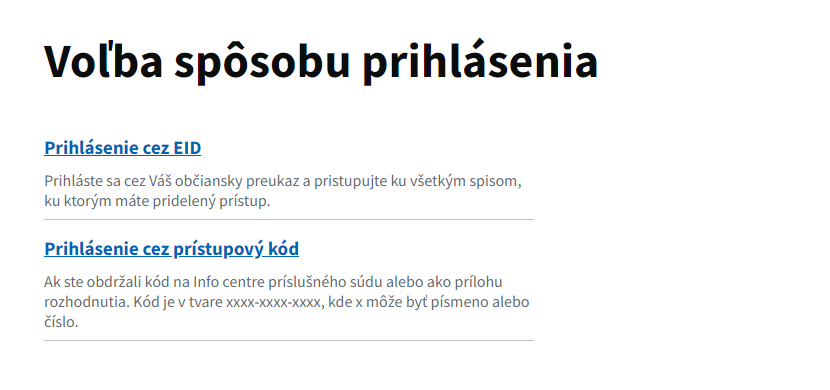 Voľba spôsobu prihlásenia
Prihlásenie cez EID
Prihláste sa cez Váš občiansky preukaz a pristupujte ku všetkým spisom,
ku ktorým máte pridelený prístup.
Prihlásenie cez prístupový kód
Ak ste obdržali kód na Info centre príslušného súdu alebo ako prílohu
rozhodnutia. Kód je v tvare xxxx-xxxx-xxxx, kde x môže byť písmeno alebo
číslo.